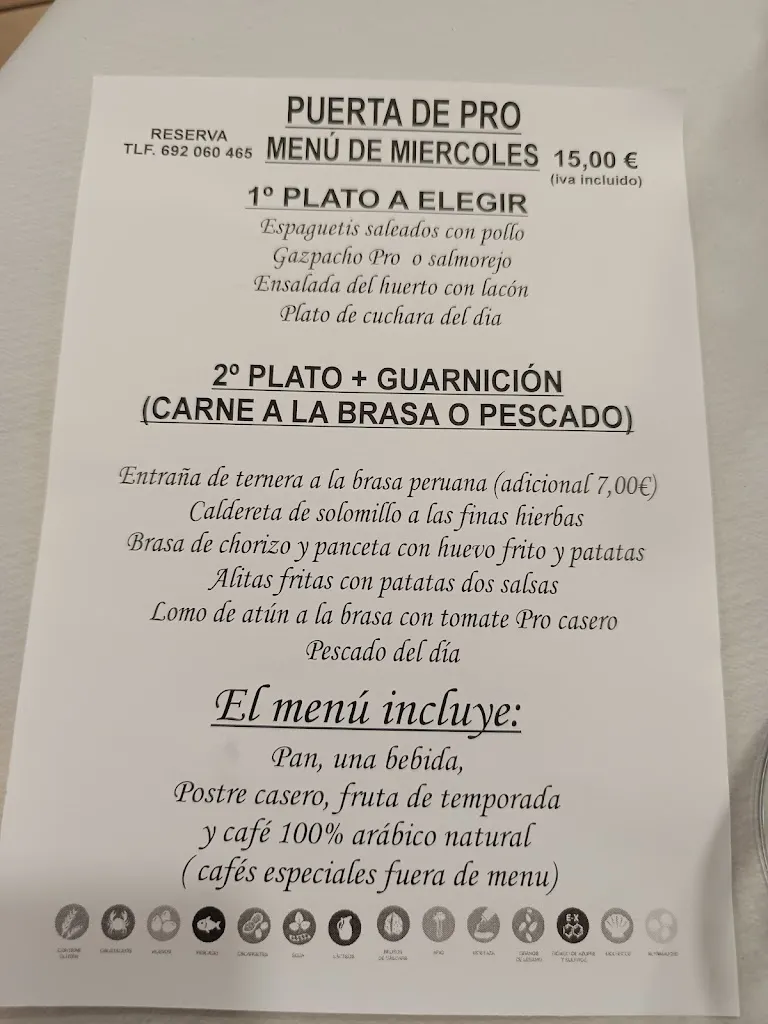 PUERTA DE PRO
RESERVA
TLF. 692 060 465
MENÚ DE MIERCOLES
15,00 €
(iva incluido)
1º PLATO A ELEGIR
Espaguetis saleados con pollo
Gazpacho Pro o salmorejo
Ensalada del huerto con lacón
Plato de cuchara del dia
2º PLATO + GUARNICIÓN
(CARNE A LA BRASA O PESCADO)
Entraña de ternera a la brasa peruana (adicional 7,00€)
Caldereta de solomillo a las finas hierbas
Brasa de chorizo y panceta con huevo frito y patatas
Alitas fritas con patatas dos salsas
Lomo de atún a la brasa con tomate Pro casero
Pescado del día
El menú incluye:
Pan, una bebida,
Postre casero, fruta de temporada
y café 100% arábico natural
( cafés especiales fuera de menu)
E-X